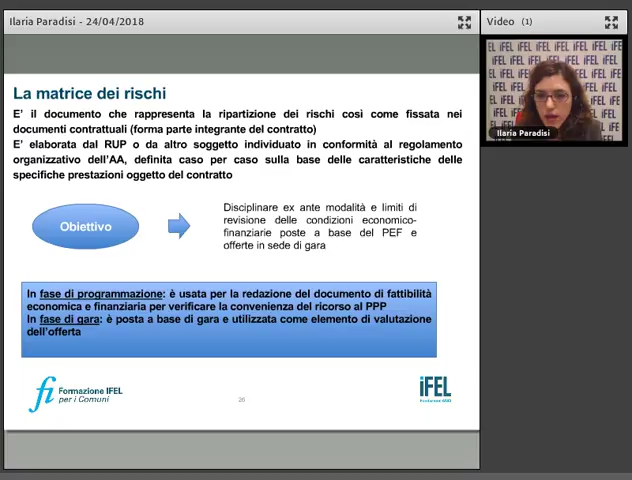 Ilaria Paradisi - 24/04/2018
Video (1)
La matrice dei rischi
E' il documento che rappresenta la ripartizione dei rischi così come fissata nei
documenti contrattuali (forma parte integrante del contratto)
E' elaborata dal RUP o da altro soggetto individuato in conformità al regolamento
organizzativo dell'AA, definita caso per caso sulla base delle caratteristiche delle
specifiche prestazioni oggetto del contratto
Obiettivo
Disciplinare ex ante modalità e limiti di
revisione delle condizioni economico-
finanziarie poste a base del PEF e
offerte in sede di gara
In fase di programmazione: è usata per la redazione del documento di fattibilità
economica e finanziaria per verificare la convenienza del ricorso al PPP
In fase di gara: è posta a base di gara e utilizzata come elemento di valutazione
dell'offerta
fi Formazione IFEL
per i Comuni
26
iFEL
Fondazione ANCI
Ilaria Paradisi